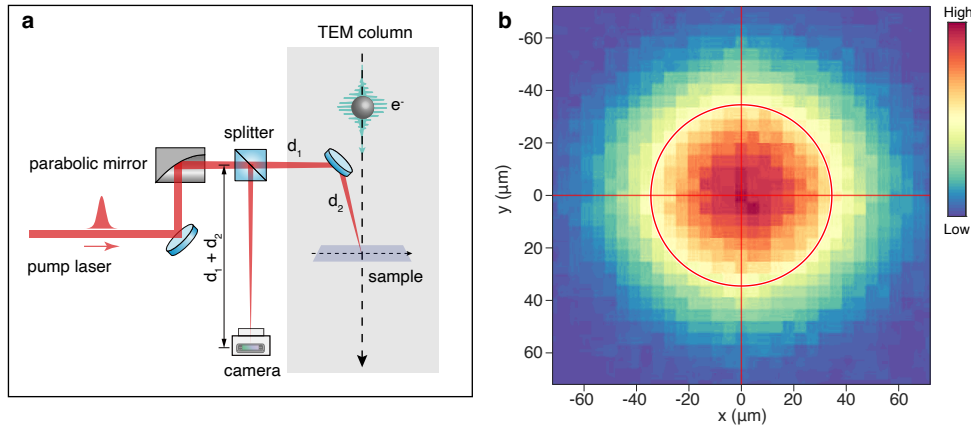 a
TEM column
e-
splitter
d1
parabolic mirror
d2
d1 + d2
pump laser
sample
camera
b
High
Low
-60
-40
-20
0
20
40
60
y (µm)
-60 -40 -20 0 20 40 60
x (µm)